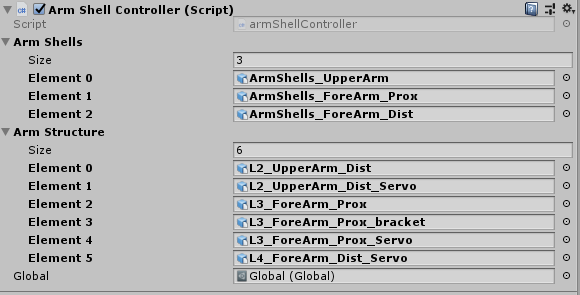 Arm Shell Controller (Script)
Script armShellController
Arm Shells
Size 3
Element 0 ArmShells_UpperArm
Element 1 ArmShells_ForeArm_Prox
Element 2 ArmShells_ForeArm_Dist
Arm Structure
Size 6
Element 0 L2_UpperArm_Dist
Element 1 L2_UpperArm_Dist_Servo
Element 2 L3_ForeArm_Prox
Element 3 L3_ForeArm_Prox_bracket
Element 4 L3_ForeArm_Prox_Servo
Element 5 L4_ForeArm_Dist_Servo
Global Global (Global)